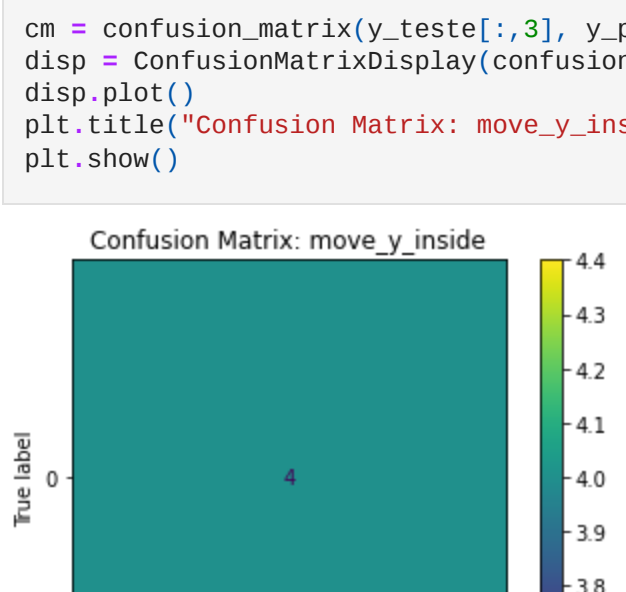 cm = confusion_matrix(y_teste[:,3], y_p
disp = ConfusionMatrixDisplay(confusion
disp.plot()
plt.title("Confusion Matrix: move_y_ins
plt.show()
Confusion Matrix: move_y_inside
4.4
4.3
4.2
4.1
4.0
3.9
3.8
True label
0
4